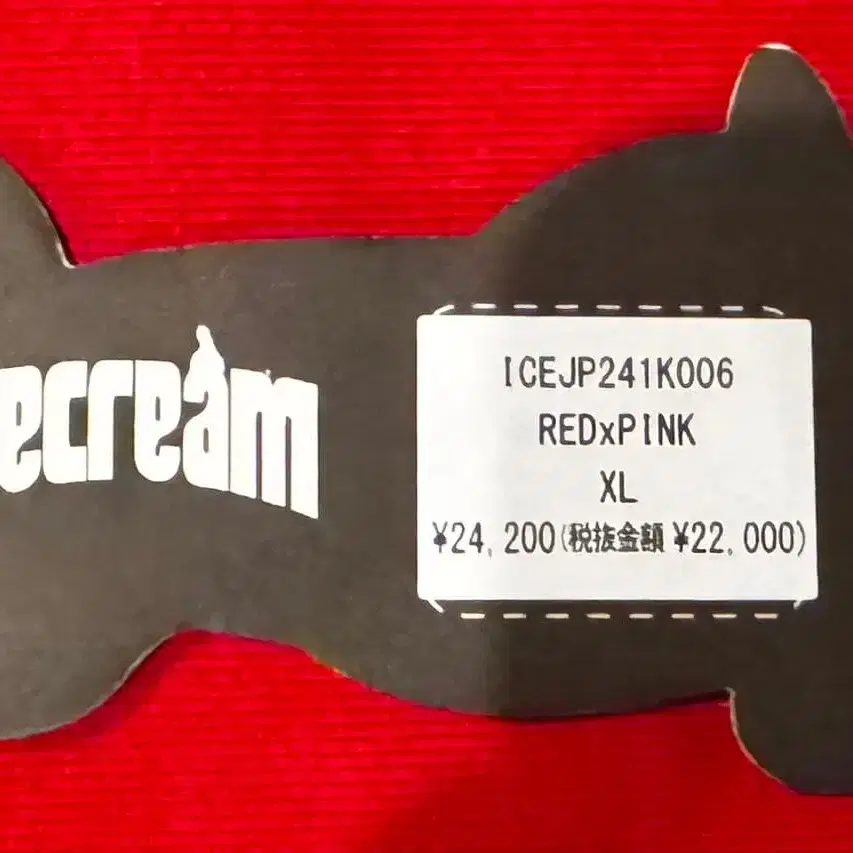 ecream
ICEJP241K006
REDxPINK
XL
¥24,200(税抜金額 ¥22,000)